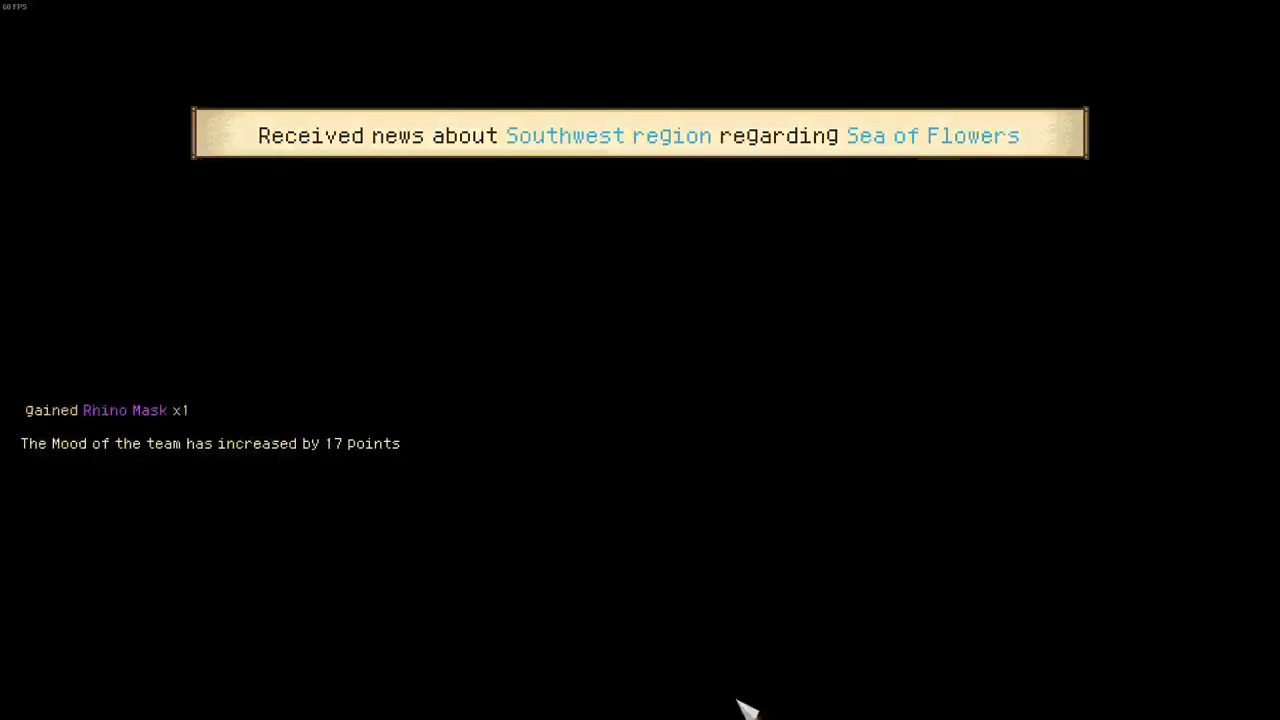 60 FPS
Received news about Southwest region regarding Sea of Flowers
gained Rhino Mask x1
The Mood of the team has increased by 17 Points